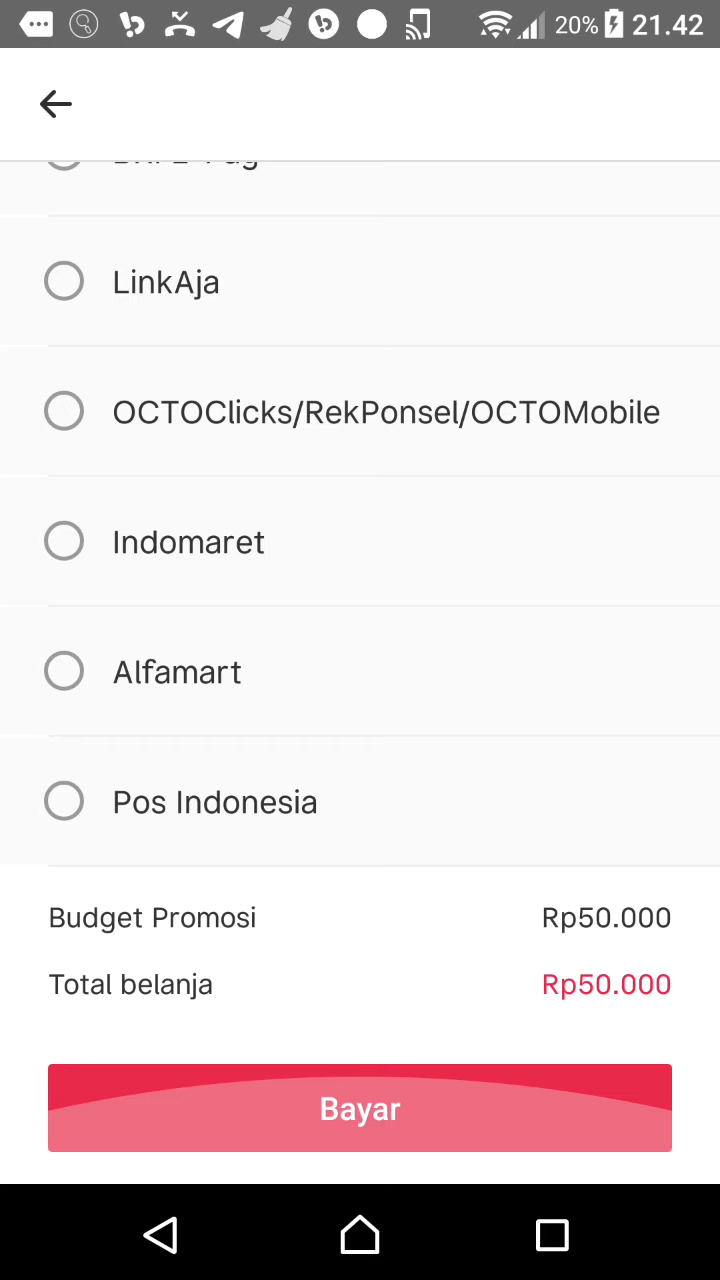 20%
21.42
LinkAja
OCTOClicks/RekPonsel/OCTOMobile
Indomaret
Alfamart
Pos Indonesia
Budget Promosi Rp50.000
Total belanja Rp50.000
Bayar